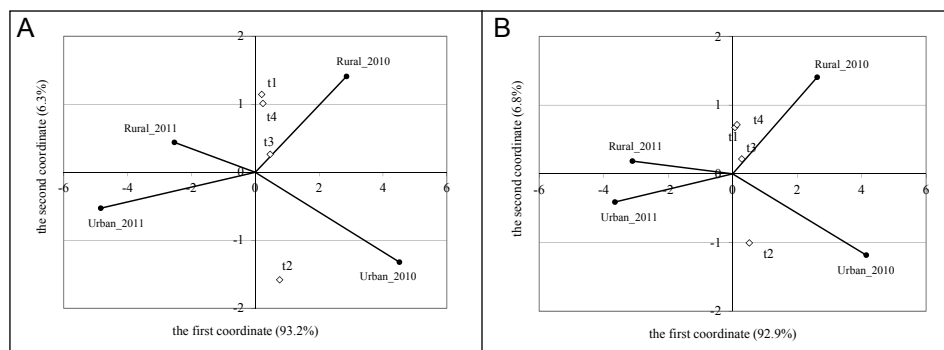 A
the second coordinate (6.3%)
2
1
0
-1
-2
-6
-4
-2
0
2
4
6
Rural_2010
t1
t4
t3
Rural_2011
Urban_2011
t2
Urban_2010
the first coordinate (93.2%)
B
the second coordinate (6.8%)
2
1
0
-1
-2
-6
-4
-2
0
2
4
6
Rural_2010
t4
t1
t3
Rural_2011
Urban_2011
t2
Urban_2010
the first coordinate (92.9%)